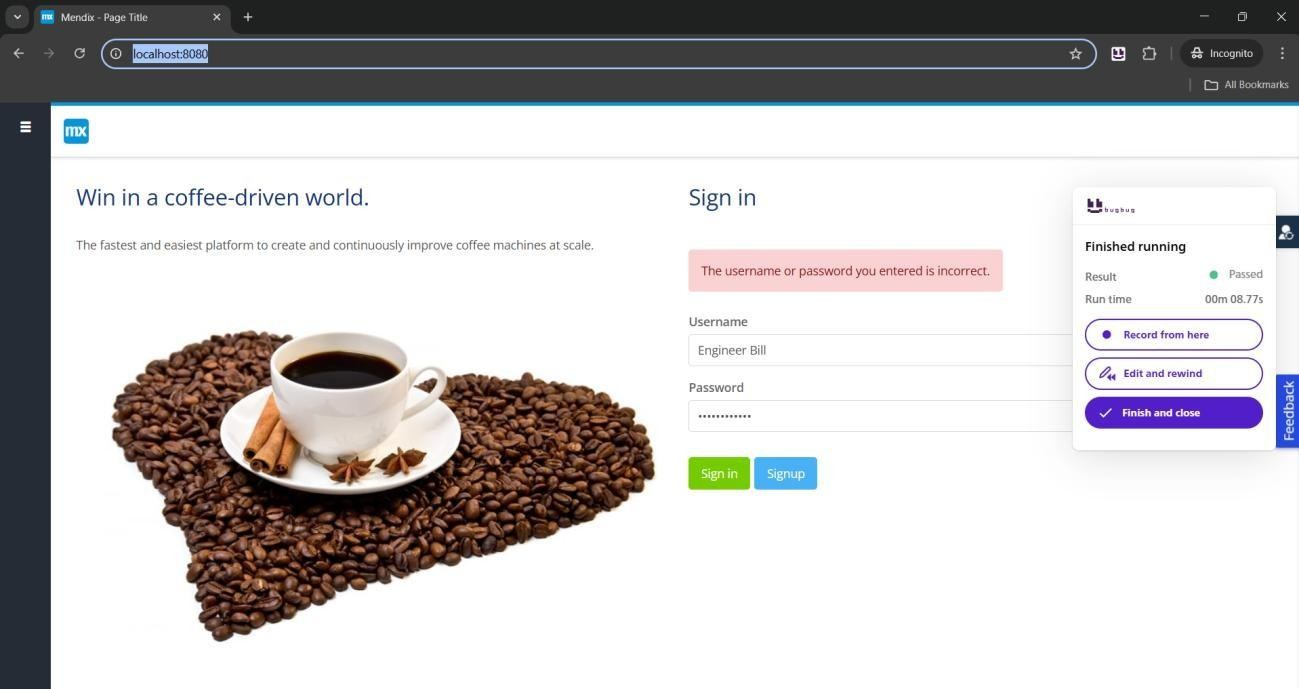 mx Mendix - Page Title
localhost:8080
Incognito
All Bookmarks
mx
Win in a coffee-driven world.
The fastest and easiest platform to create and continuously improve coffee machines at scale.
Sign in
The username or password you entered is incorrect.
Username
Engineer Bill
Password
••••••••••••
Sign in
Signup
bugbug
Finished running
Result
Passed
Run time
00m 08.77s
Record from here
Edit and rewind
Finish and close
Feedback